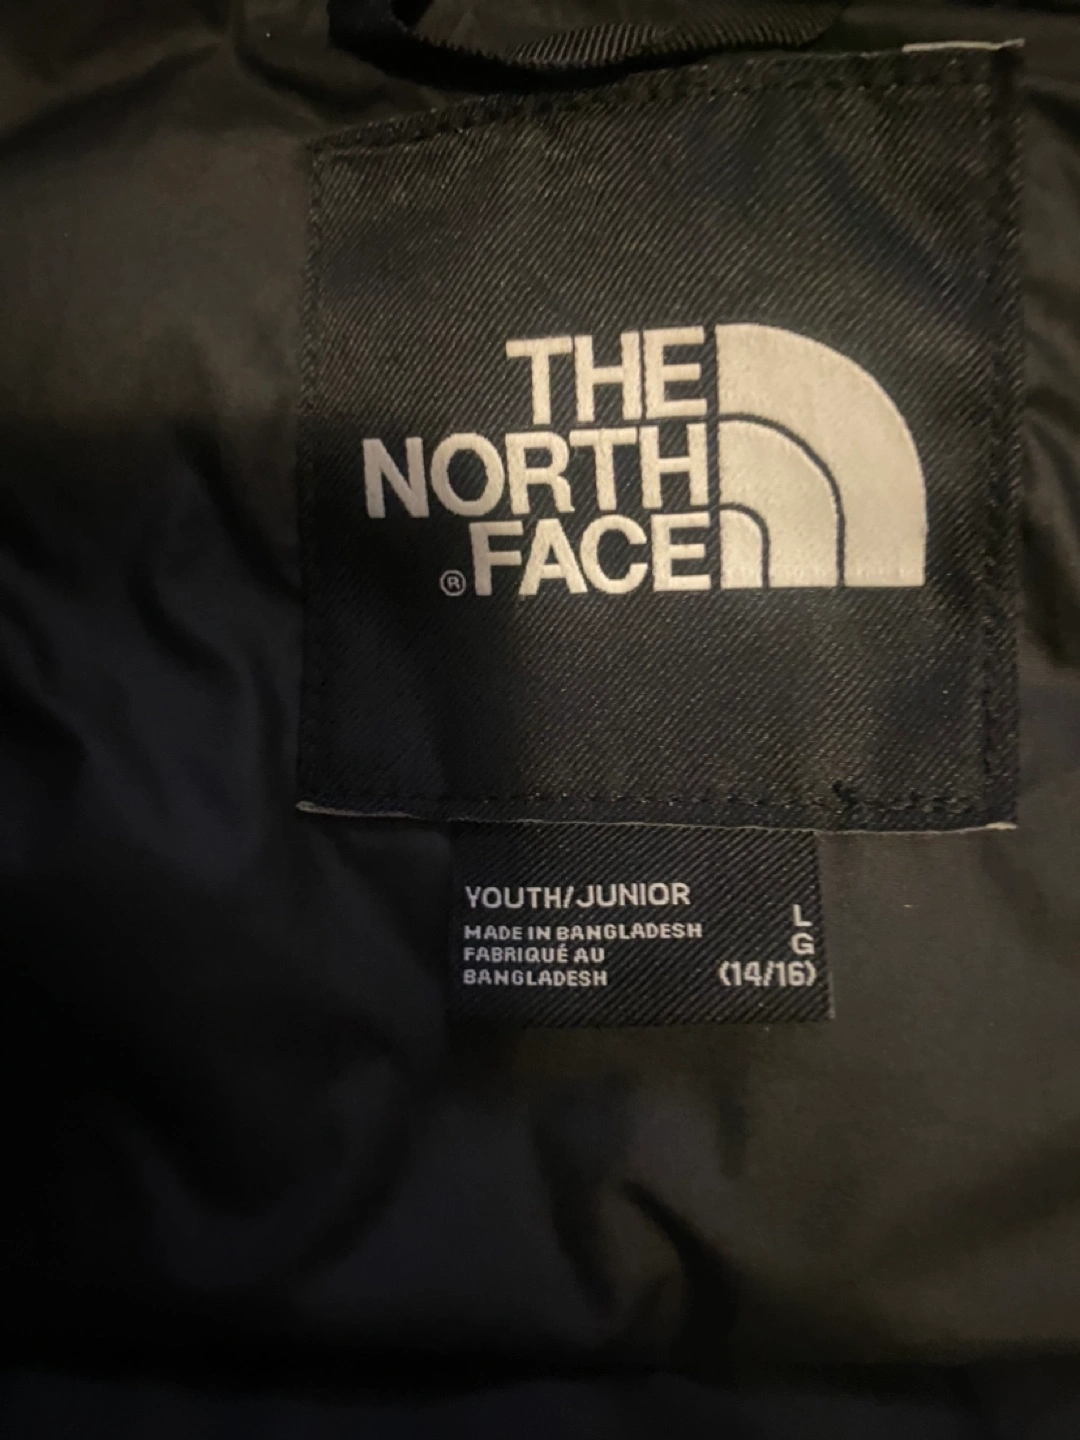 THE
NORTH
® FACE
YOUTH/JUNIOR
MADE IN BANGLADESH
FABRIQUÉ AU
BANGLADESH
L
G
(14/16)